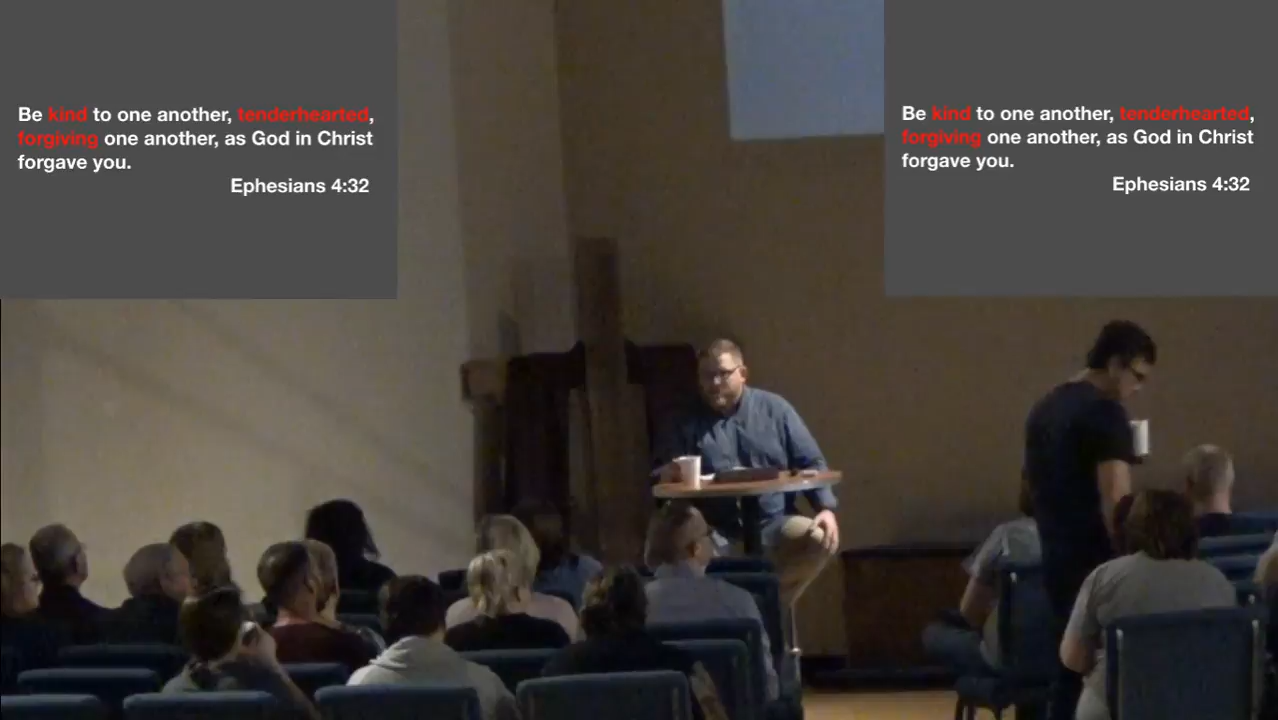 Be kind to one another, tenderhearted,
forgiving one another, as God in Christ
forgave you.
Ephesians 4:32
Be kind to one another, tenderhearted,
forgiving one another, as God in Christ
forgave you.
Ephesians 4:32